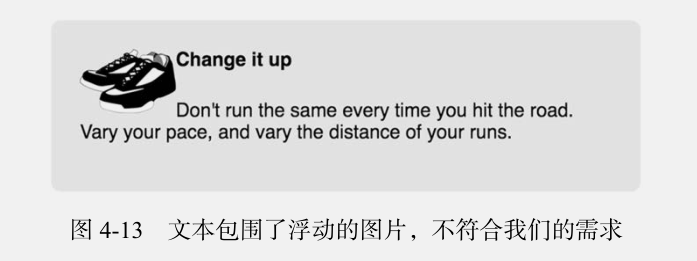 Change it up
Don't run the same every time you hit the road.
Vary your pace, and vary the distance of your runs.
图 4-13 文本包围了浮动的图片，不符合我们的需求